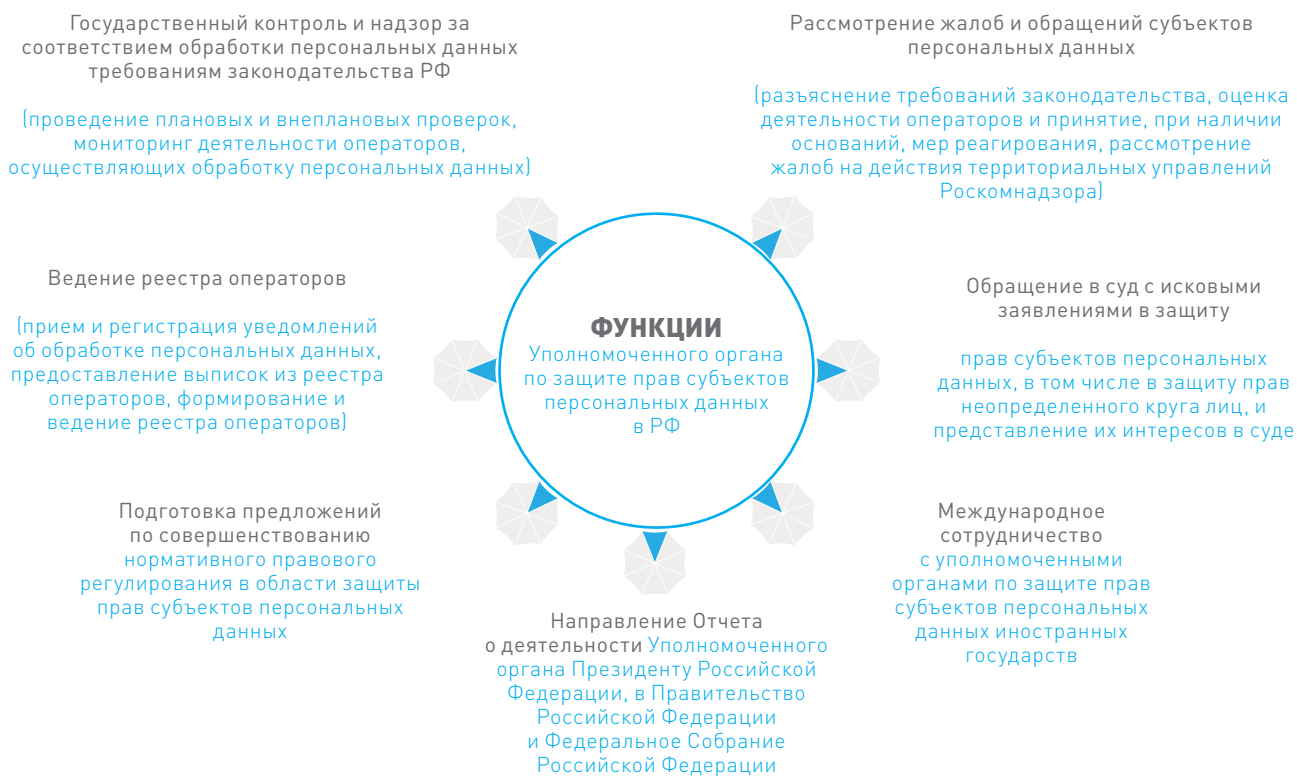 Государственный контроль и надзор за
соответствием обработки персональных данных
требованиям законодательства РФ
(проведение плановых и внеплановых проверок,
мониторинг деятельности операторов,
осуществляющих обработку персональных данных)
Рассмотрение жалоб и обращений субъектов
персональных данных
(разъяснение требований законодательства, оценка
деятельности операторов и принятие, при наличии
оснований, мер реагирования, рассмотрение
жалоб на действия территориальных управлений
Роскомнадзора)
Ведение реестра операторов
(прием и регистрация уведомлений
об обработке персональных данных,
предоставление выписок из реестра
операторов, формирование и
ведение реестра операторов)
ФУНКЦИИ
Уполномоченного органа
по защите прав субъектов
персональных данных
в РФ
Обращение в суд с исковыми
заявлениями в защиту
прав субъектов персональных
данных, в том числе в защиту прав
неопределенного круга лиц, и
представление их интересов в суде
Подготовка предложений
по совершенствованию
нормативного правового
регулирования в области защиты
прав субъектов персональных
данных
Направление Отчета
о деятельности Уполномоченного
органа Президенту Российской
Федерации, в Правительство
Российской Федерации
и Федеральное Собрание
Российской Федерации
Международное
сотрудничество
с уполномоченными
органами по защите прав
субъектов персональных
данных иностранных
государств